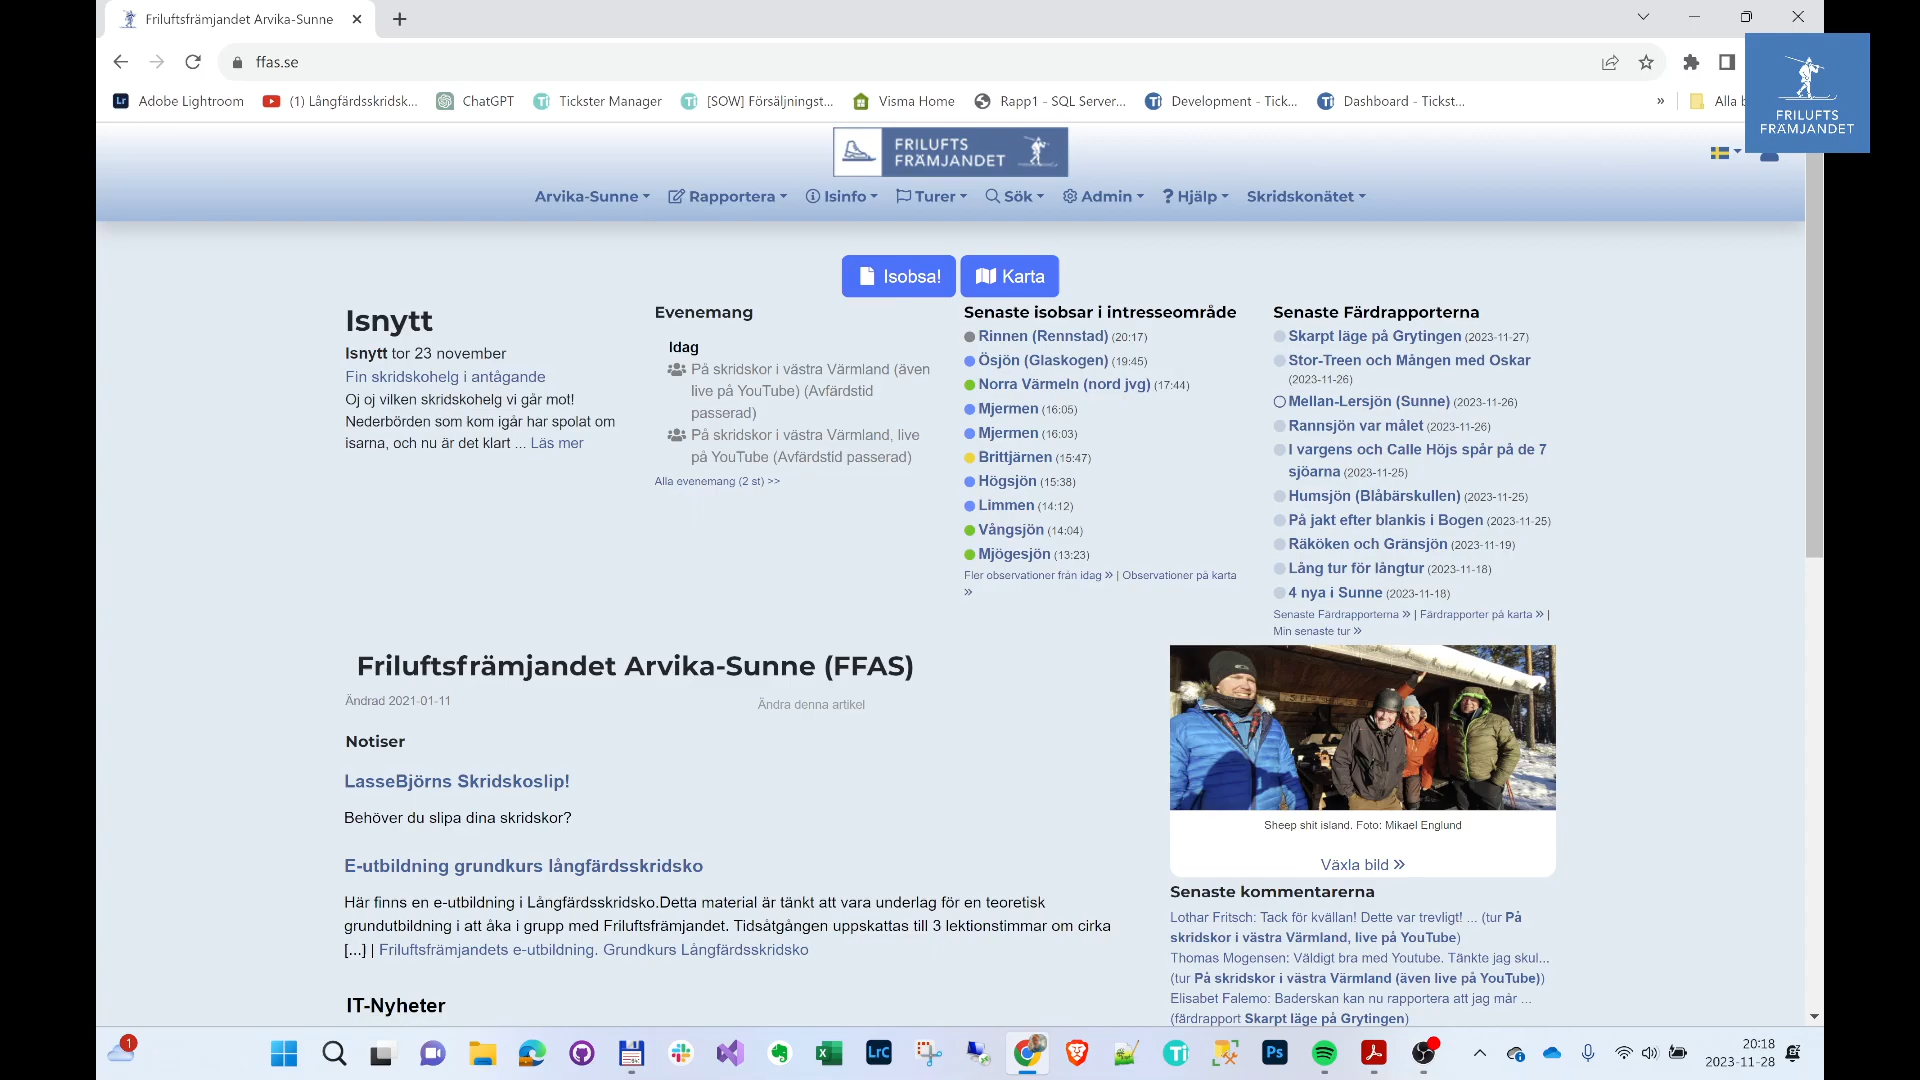 Friluftsfrämjandet Arvika-Sunne
ffas.se
Lr Adobe Lightroom
(1) Långfärdsskridsk...
ChatGPT
Tickster Manager
[SOW] Försäljningst...
Visma Home
Rapp1 - SQL Server...
Development - Tick...
Dashboard - Tickst...
»
Alla b
FRILUFTS
FRÄMJANDET
FRILUFTS
FRÄMJANDET
Arvika-Sunne
Rapportera
Isinfo
Turer
Sök
Admin
? Hjälp
Skridskonätet
Isobsa!
Karta
Isnytt
Isnytt tor 23 november
Fin skridskohelg i antågande
Oj oj vilken skridskohelg vi går mot!
Nederbörden som kom igår har spolat om
isarna, och nu är det klart ... Läs mer
Evenemang
Idag
På skridskor i västra Värmland (även
live på YouTube) (Avfärdstid
passerad)
På skridskor i västra Värmland, live
på YouTube (Avfärdstid passerad)
Alla evenemang (2 st) >>
Senaste isobsar i intresseområde
Rinnen (Rennstad) (20:17)
Ösjön (Glaskogen) (19:45)
Norra Värmeln (nord jvg) (17:44)
Mjermen (16:05)
Mjermen (16:03)
Brittjärnen (15:47)
Högsjön (15:38)
Limmen (14:12)
Vångsjön (14:04)
Mjögesjön (13:23)
Fler observationer från idag » | Observationer på karta
»
Senaste Färdrapporterna
Skarpt läge på Grytingen (2023-11-27)
Stor-Treen och Mången med Oskar
(2023-11-26)
Mellan-Lersjön (Sunne) (2023-11-26)
Rannsjön var målet (2023-11-26)
I vargens och Calle Höjs spår på de 7
sjöarna (2023-11-25)
Humsjön (Blåbärskullen) (2023-11-25)
På jakt efter blankis i Bogen (2023-11-25)
Räköken och Gränsjön (2023-11-19)
Lång tur för långtur (2023-11-18)
4 nya i Sunne (2023-11-18)
Senaste Färdrapporterna » | Färdrapporter på karta » |
Min senaste tur »
Friluftsfrämjandet Arvika-Sunne (FFAS)
Ändrad 2021-01-11
Ändra denna artikel
Notiser
LasseBjörns Skridskoslip!
Behöver du slipa dina skridskor?
E-utbildning grundkurs långfärdsskridsko
Här finns en e-utbildning i Långfärdsskridsko.Detta material är tänkt att vara underlag för en teoretisk
grundutbildning i att åka i grupp med Friluftsfrämjandet. Tidsåtgången uppskattas till 3 lektionstimmar om cirka
[...] | Friluftsfrämjandets e-utbildning. Grundkurs Långfärdsskridsko
IT-Nyheter
Sheep shit island. Foto: Mikael Englund
Växla bild »
Senaste kommentarerna
Lothar Fritsch: Tack för kvällan! Dette var trevligt! ... (tur På
skridskor i västra Värmland, live på YouTube)
Thomas Mogensen: Väldigt bra med Youtube. Tänkte jag skul...
(tur På skridskor i västra Värmland (även live på YouTube))
Elisabet Falemo: Baderskan kan nu rapportera att jag mår ...
(färdrapport Skarpt läge på Grytingen)
1
LrC
Ps
20:18
2023-11-28